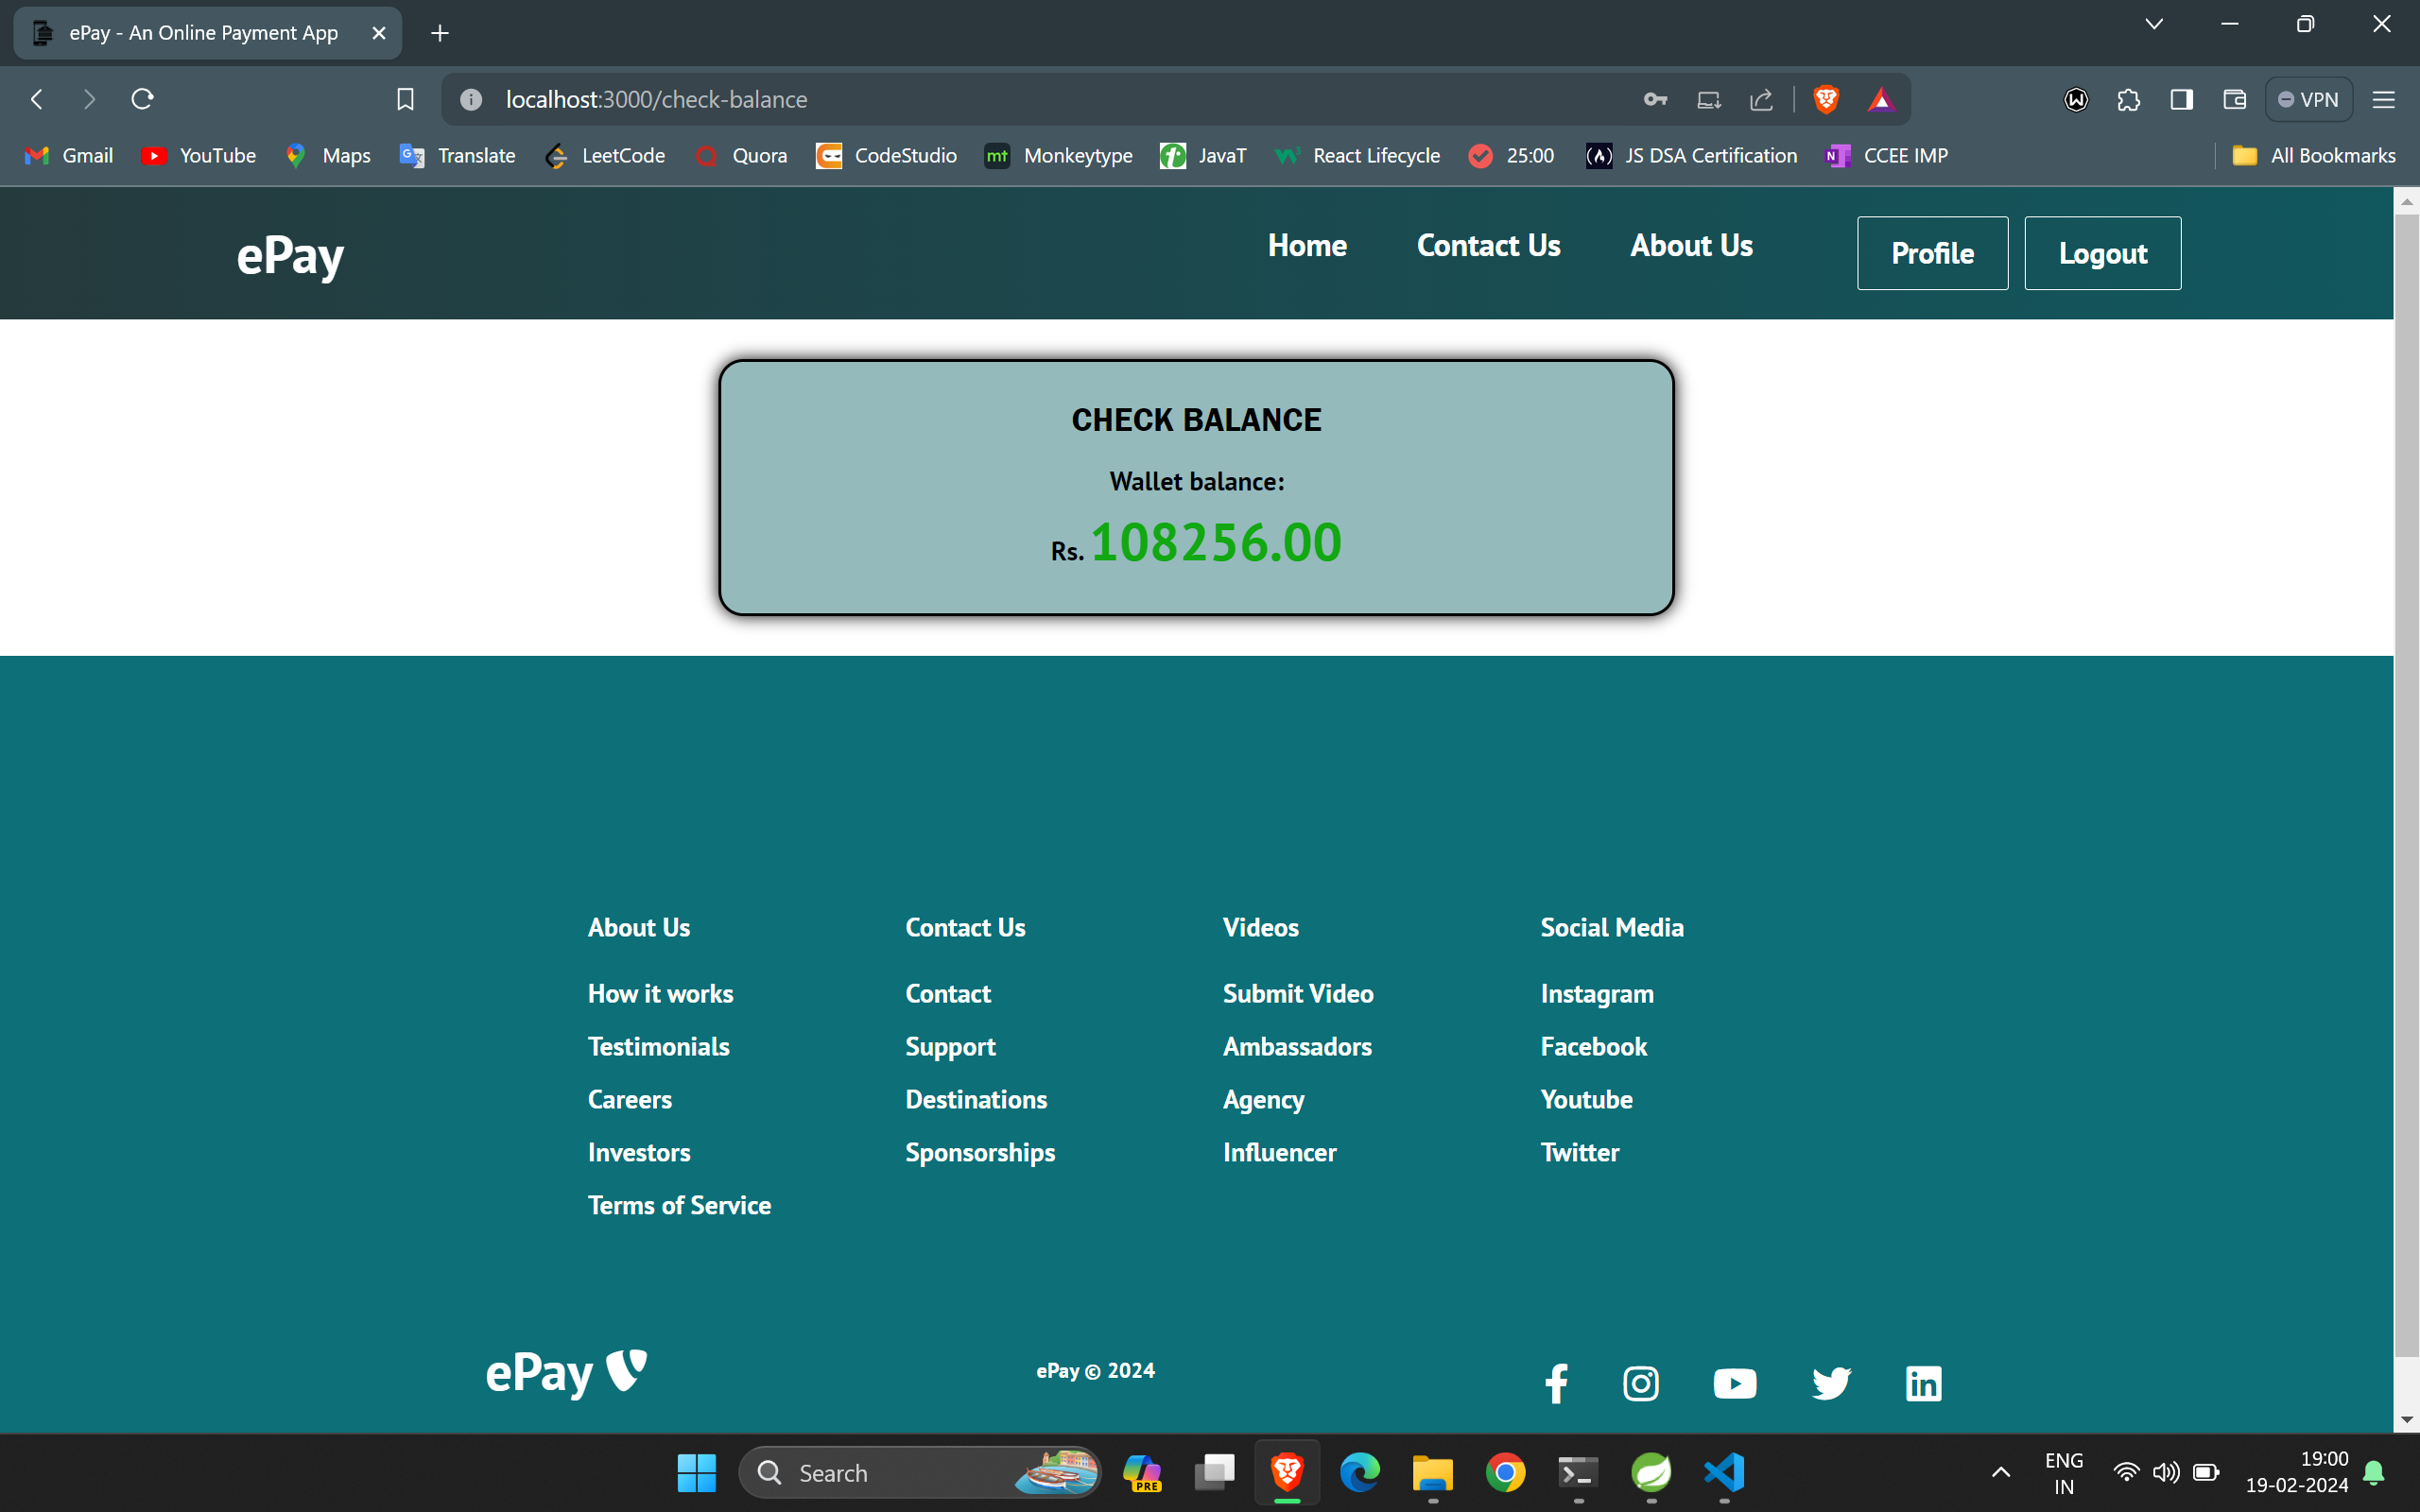 ePay - An Online Payment App
localhost:3000/check-balance
VPN
Gmail YouTube Maps Translate LeetCode Quora CodeStudio mt Monkeytype JavaT React Lifecycle 25:00 JS DSA Certification CCEE IMP All Bookmarks
ePay Home Contact Us About Us Profile Logout
CHECK BALANCE
Wallet balance:
Rs. 108256.00
About Us Contact Us Videos Social Media
How it works Contact Submit Video Instagram
Testimonials Support Ambassadors Facebook
Careers Destinations Agency Youtube
Investors Sponsorships Influencer Twitter
Terms of Service
ePay ePay © 2024
Search PRE ENG 19:00
IN 19-02-2024